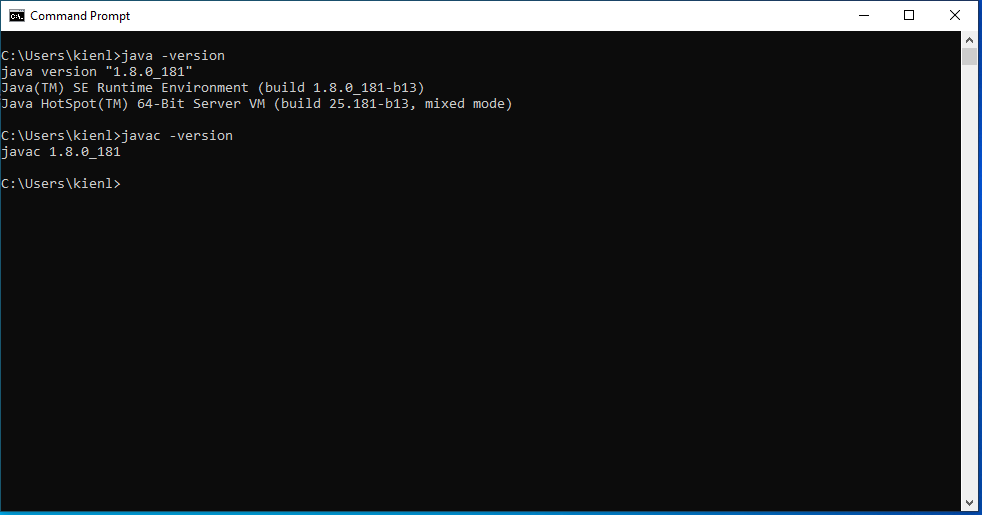 Command Prompt
C:\Users\kienl>java -version
java version "1.8.0_181"
Java(TM) SE Runtime Environment (build 1.8.0_181-b13)
Java HotSpot(TM) 64-Bit Server VM (build 25.181-b13, mixed mode)
C:\Users\kienl>javac -version
javac 1.8.0_181
C:\Users\kienl>